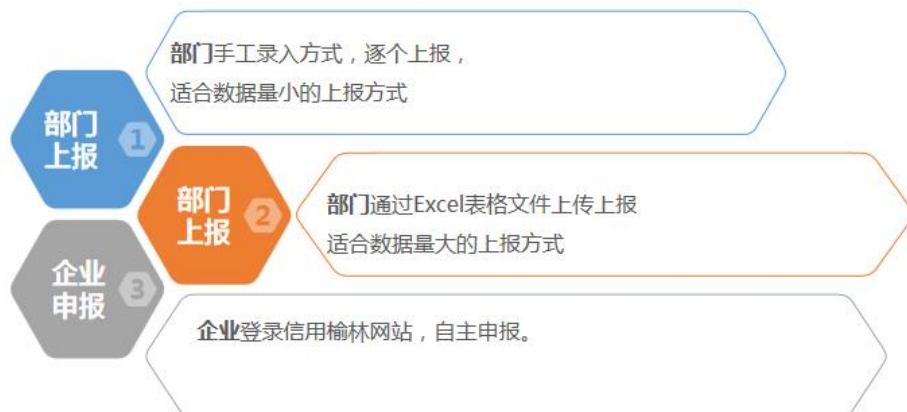 部门手工录入方式，逐个上报，
适合数据量小的上报方式
部门
上报
1
部门
上报
2
部门通过Excel表格文件上传上报
适合数据量大的上报方式
企业
申报
3
企业登录信用榆林网站，自主申报。